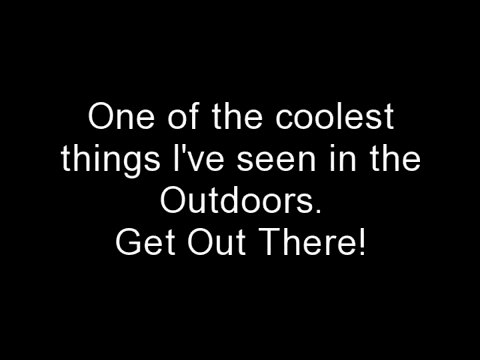 One of the coolest
things I've seen in the
Outdoors.
Get Out There!